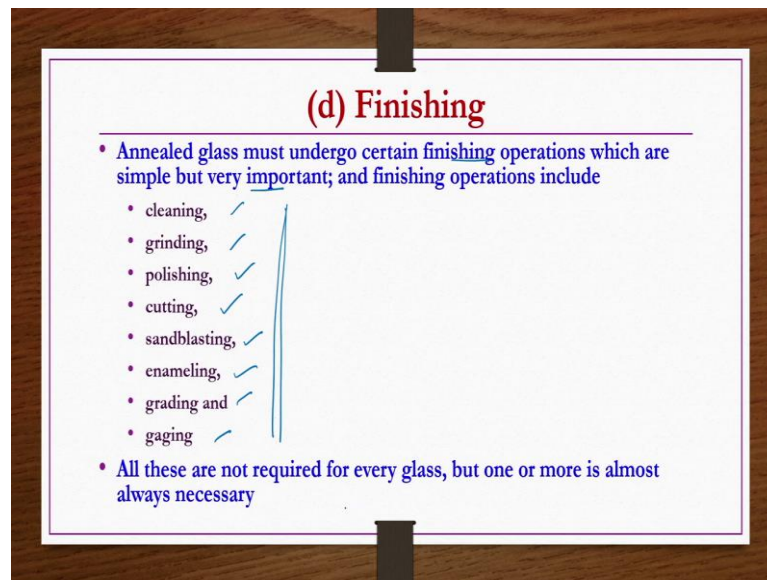 (d) Finishing
• Annealed glass must undergo certain finishing operations which are
simple but very important; and finishing operations include
• cleaning,
• grinding,
• polishing,
• cutting,
• sandblasting,
• enameling,
• grading and
• gaging
• All these are not required for every glass, but one or more is almost
always necessary